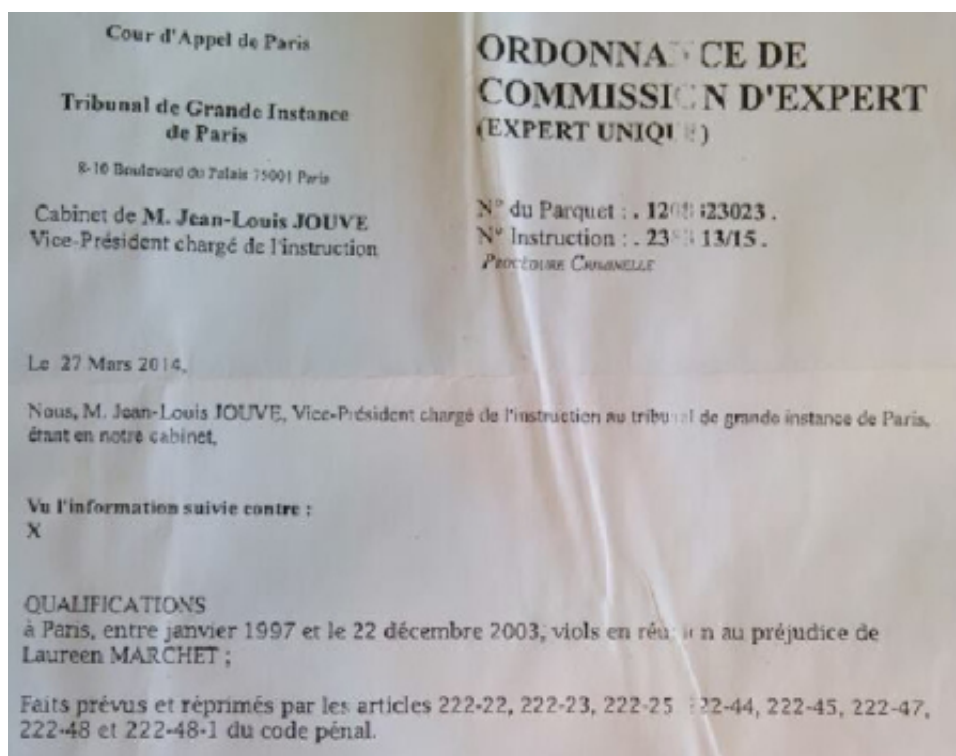 Cour d'Appel de Paris
Tribunal de Grande Instance
de Paris
8-10 Boulevard du Palais 75001 Paris
Cabinet de M. Jean-Louis JOUVE
Vice-Président chargé de l'instruction
ORDONNANCE DE
COMMISSION D'EXPERT
(EXPERT UNIQUE)
N° du Parquet : .
N° Instruction : . 13/15 .
PROCÉDURE CRIMINELLE
Le 27 Mars 2014,
Nous, M. Jean-Louis JOUVE, Vice-Président chargé de l'instruction au tribunal de grande instance de Paris,
étant en notre cabinet,
Vu l'information suivie contre :
X
QUALIFICATIONS
à Paris, entre janvier 1997 et le 22 décembre 2003, viols en réunion au préjudice de
Laureen MARCHET ;
Faits prévus et réprimés par les articles 222-22, 222-23, 222-25 222-44, 222-45, 222-47,
222-48 et 222-48-1 du code pénal.